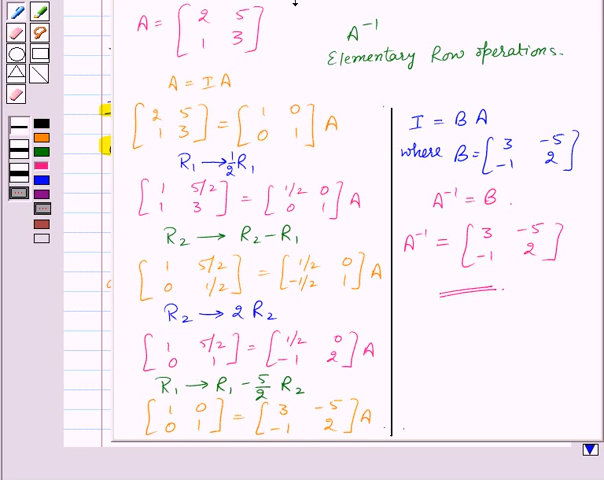 A = [ 2 5
1 3 ]
A⁻¹
Elementary Row operations.
A = I A
[ 2 5
1 3 ] = [ 1 0
0 1 ] A
R₁ → 1/2 R₁
[ 1 5/2
1 3 ] = [ 1/2 0
0 1 ] A
R₂ → R₂ - R₁
[ 1 5/2
0 1/2 ] = [ 1/2 0
-1/2 1 ] A
R₂ → 2 R₂
[ 1 5/2
0 1 ] = [ 1/2 0
-1 2 ] A
R₁ → R₁ - 5/2 R₂
[ 1 0
0 1 ] = [ 3 -5
-1 2 ] A
I = B A
where B = [ 3 -5
-1 2 ]
A⁻¹ = B .
A⁻¹ = [ 3 -5
-1 2 ]